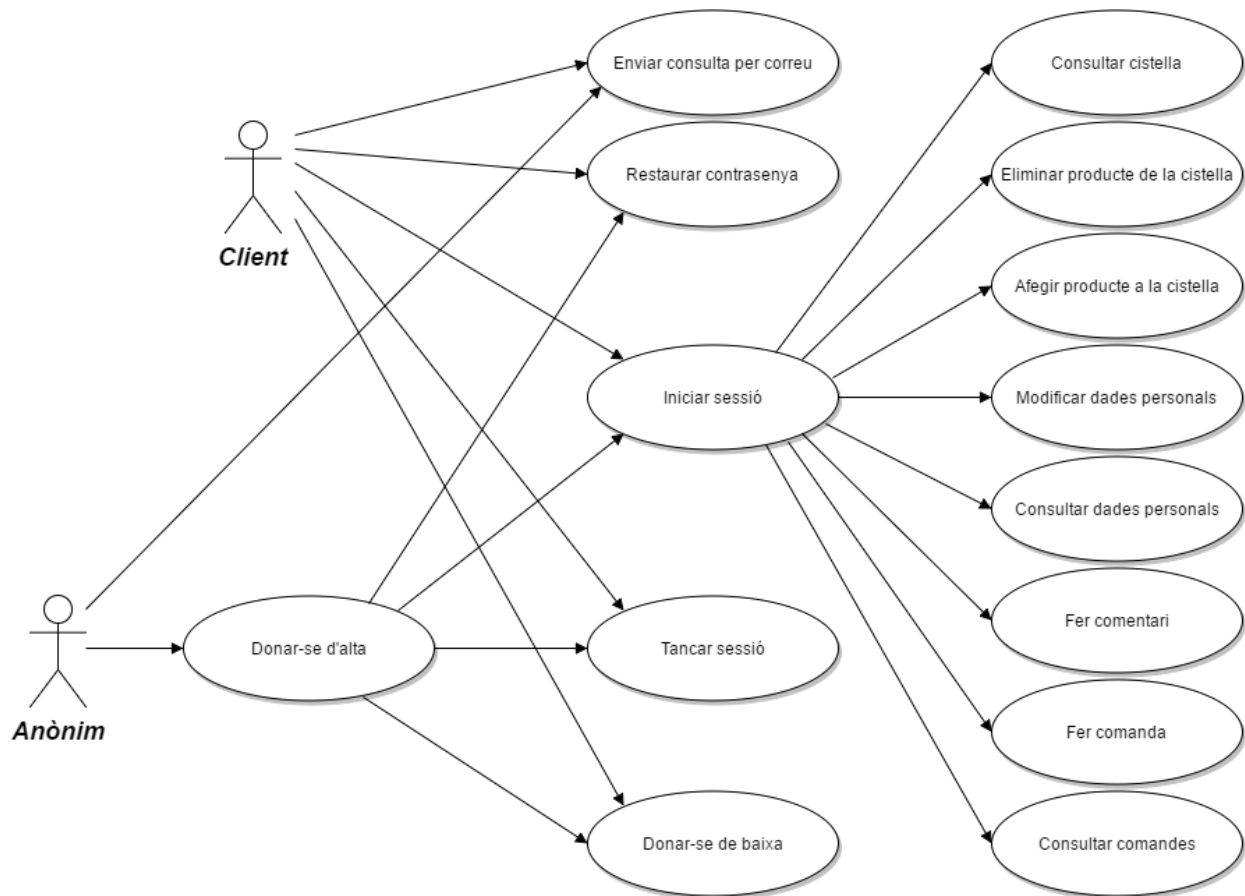 Enviar consulta per correu
Consultar cistella
Restaurar contrasenya
Eliminar producte de la cistella
Client
Afegir producte a la cistella
Iniciar sessió
Modificar dades personals
Consultar dades personals
Fer comentari
Donar-se d'alta
Tancar sessió
Anònim
Fer comanda
Donar-se de baixa
Consultar comandes